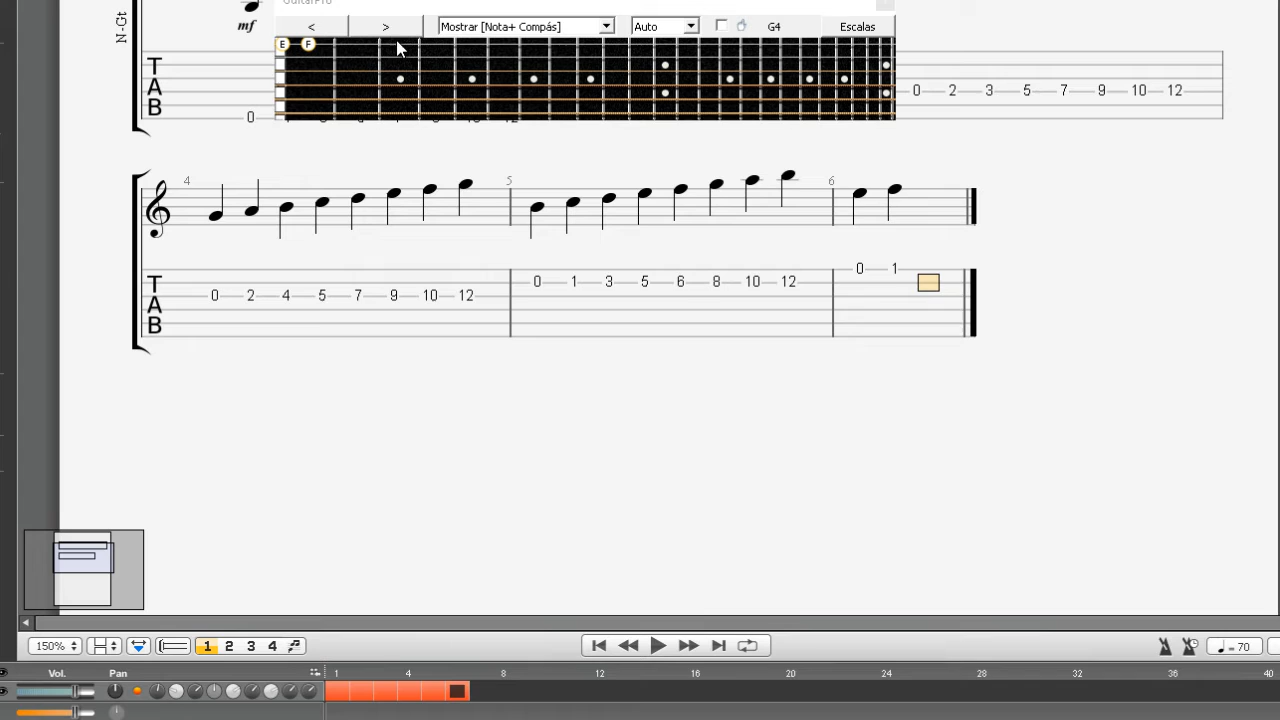 GuitarPro
N-Gt
mf
< > Mostrar [Nota+ Compás] Auto G4 Escalas
E F
T
A
B
0
0 2 3 5 7 9 10 12
4 5 6
0 2 4 5 7 9 10 12
0 1 3 5 6 8 10 12
0 1
T
A
B
150% 1 2 3 4 = 70
Vol. Pan 1 4 8 12 16 20 24 28 32 36 40